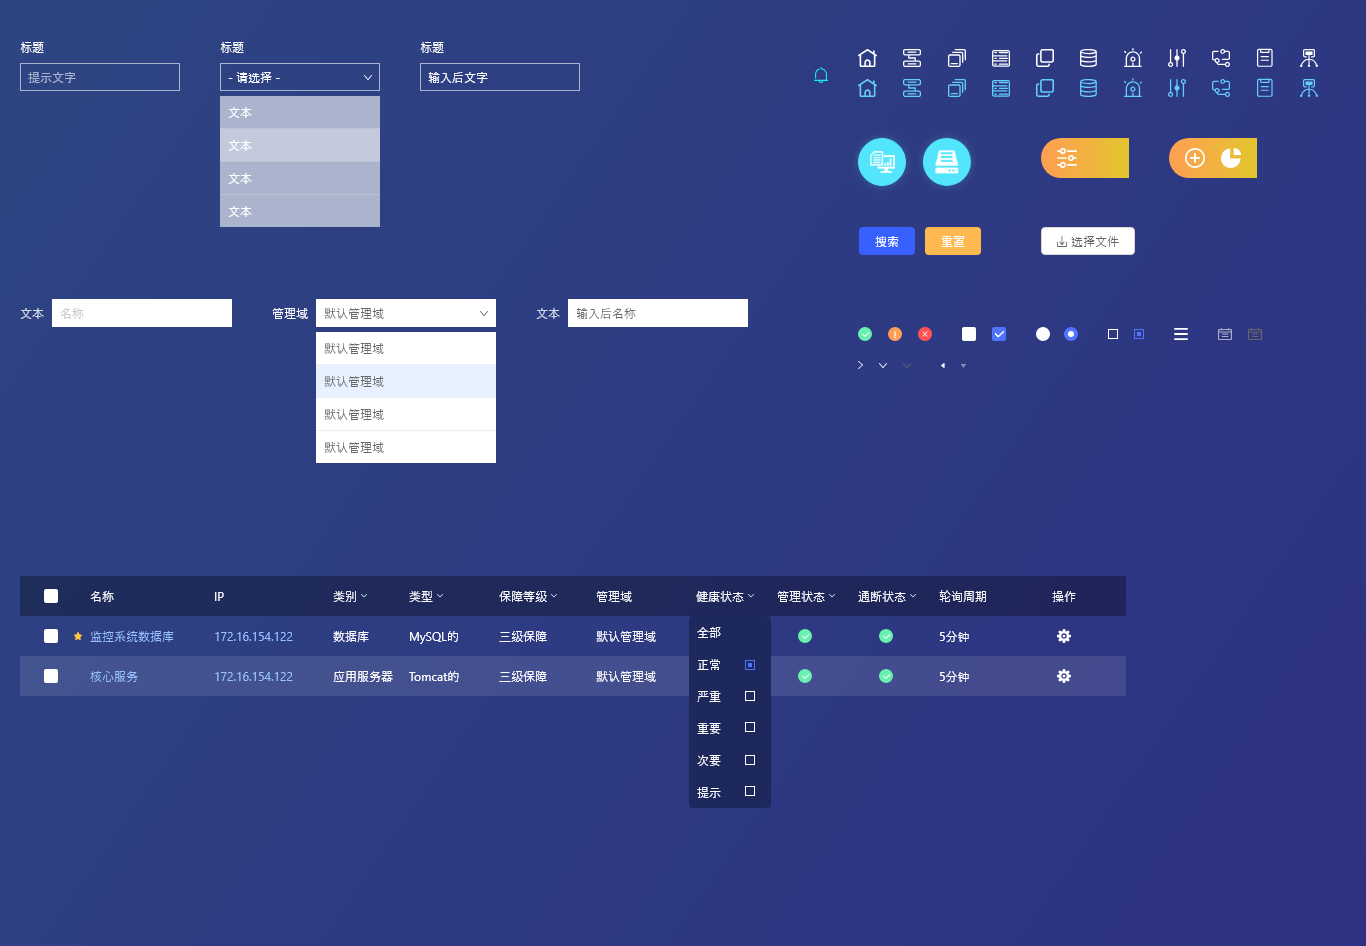 标题 标题 标题
提示文字 - 请选择 - 输入后文字
文本
文本
文本
文本
搜索 重置 选择文件
文本 名称 管理域 默认管理域 文本 输入后名称
默认管理域
默认管理域
默认管理域
默认管理域
名称 IP 类别 类型 保障等级 管理域 健康状态 管理状态 通断状态 轮询周期 操作
监控系统数据库 172.16.154.122 数据库 MySQL的 三级保障 默认管理域 5分钟
核心服务 172.16.154.122 应用服务器 Tomcat的 三级保障 默认管理域 5分钟
全部
正常
严重
重要
次要
提示